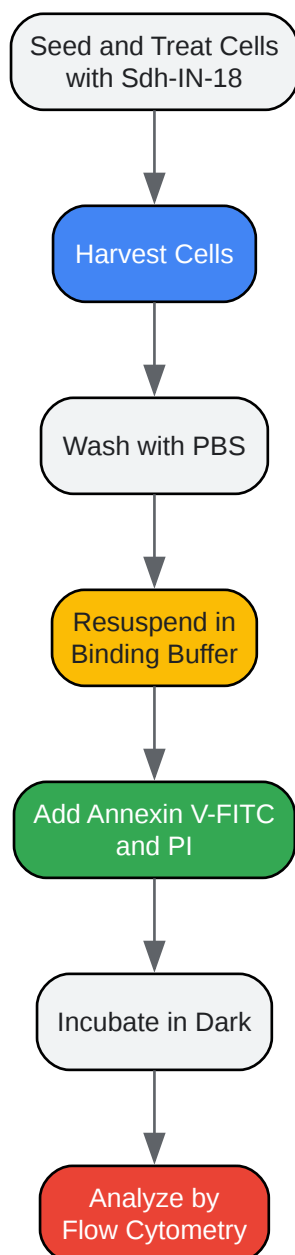 Seed and Treat Cells
with Sdh-IN-18
Harvest Cells
Wash with PBS
Resuspend in
Binding Buffer
Add Annexin V-FITC
and PI
Incubate in Dark
Analyze by
Flow Cytometry